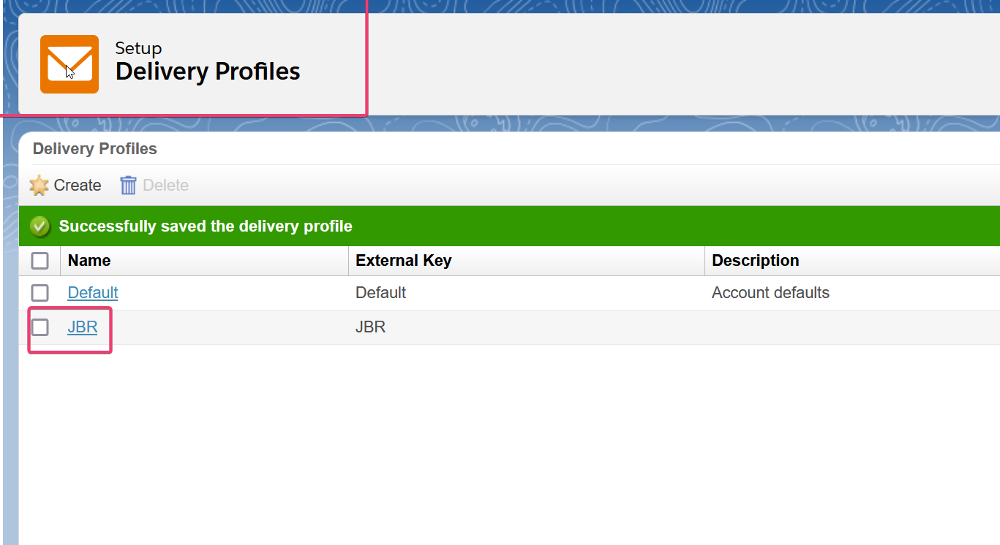 Setup
Delivery Profiles
Delivery Profiles
Create Delete
Successfully saved the delivery profile
Name External Key Description
Default Default Account defaults
JBR JBR